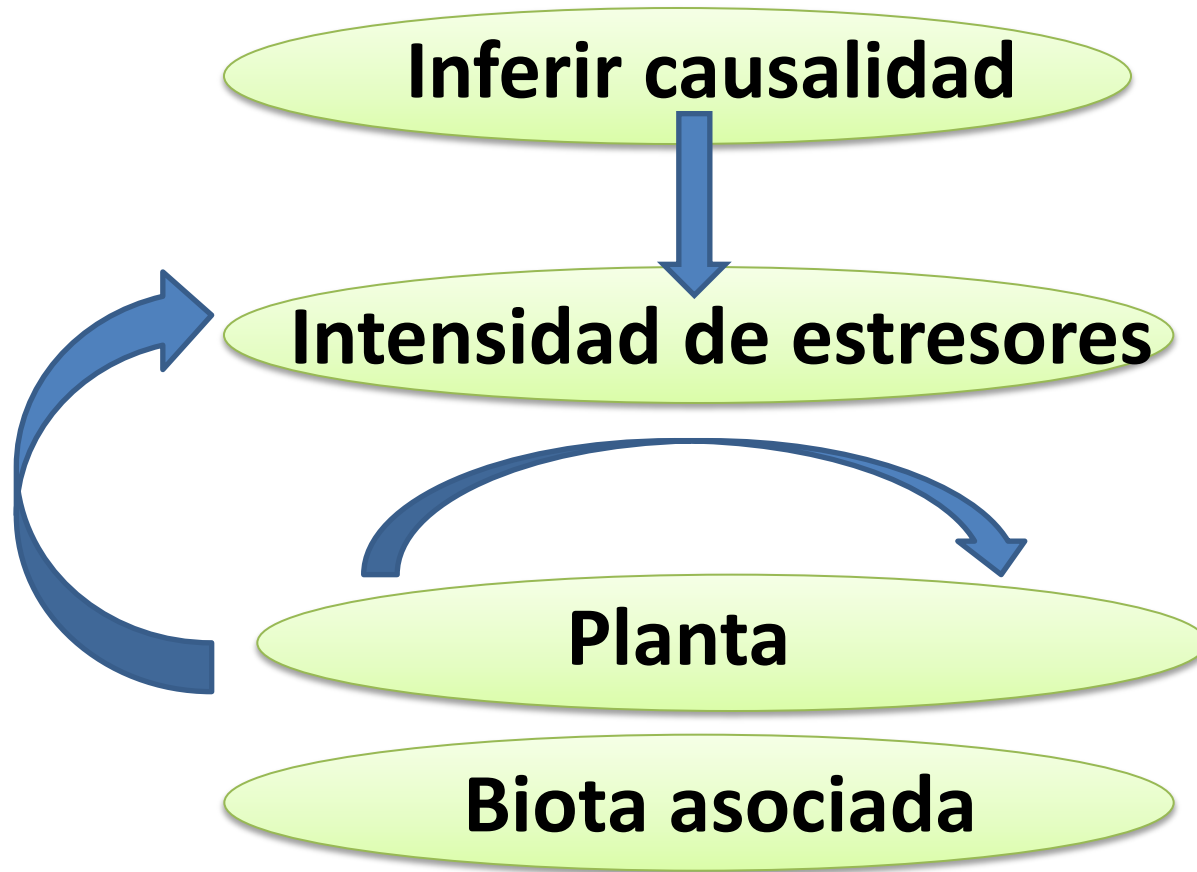 Inferir causalidad
Intensidad de estresores
Planta
Biota asociada